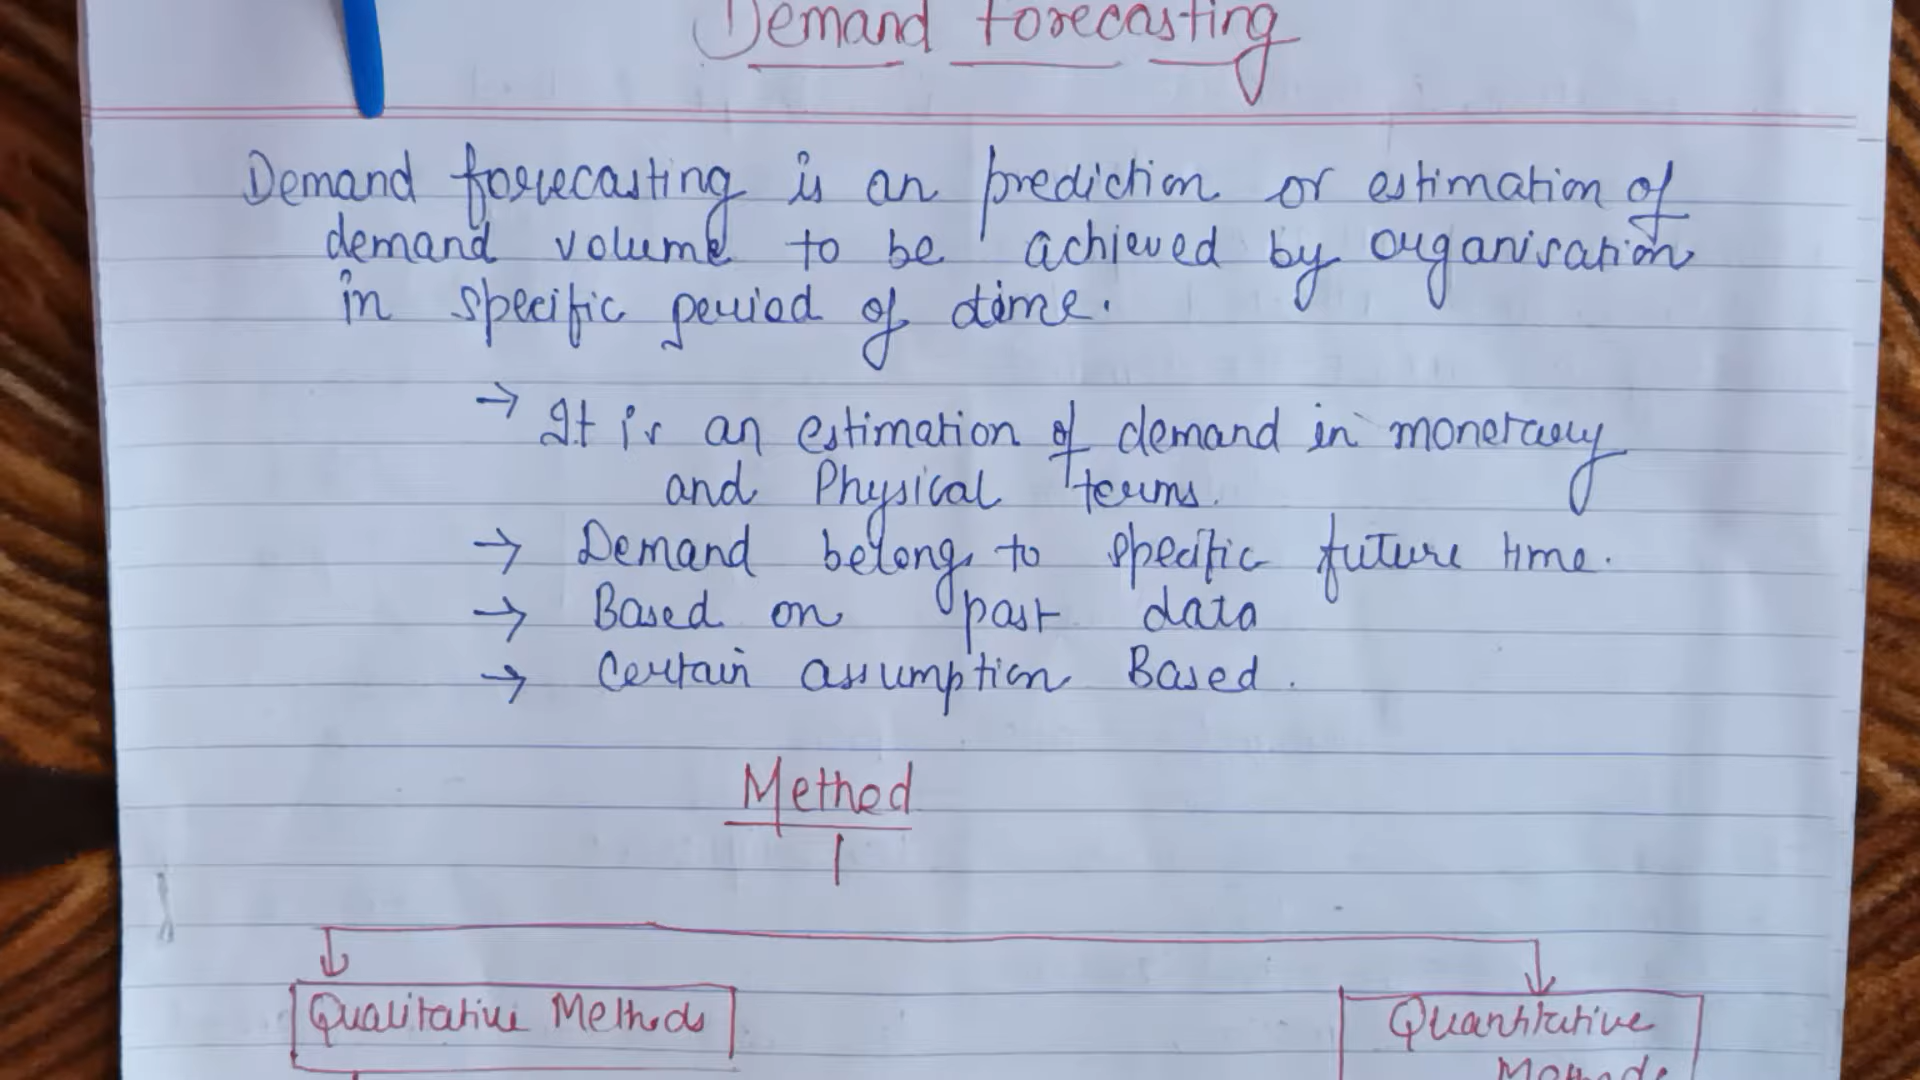 Demand forecasting
Demand forecasting is an prediction or estimation of
demand volume to be achieved by organisation
in specific period of time.
→ It is an estimation of demand in monetary
and Physical terms.
→ Demand belong to specific future time.
→ Based on past data
→ Certain assumption Based.
Method
Qualitative Methods
Quantitative
Methods